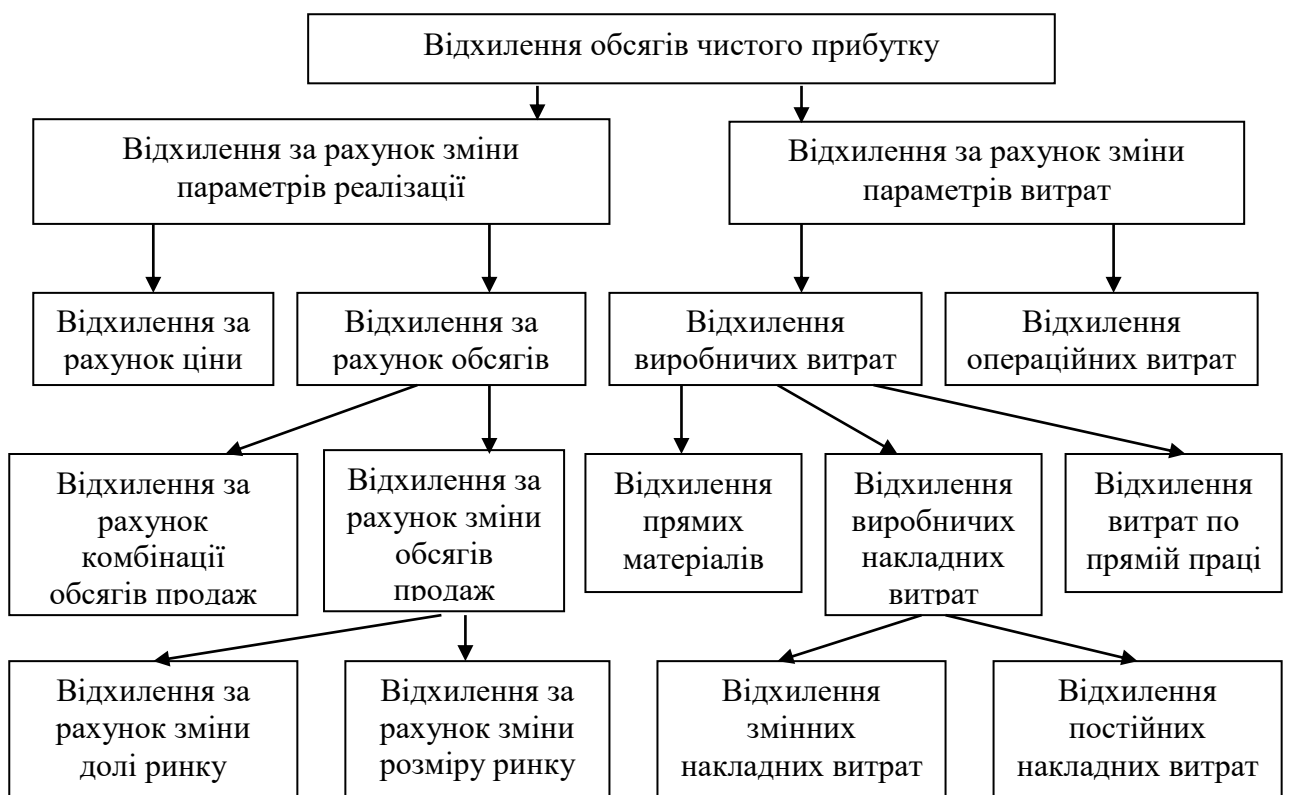 Відхилення обсягів чистого прибутку
Відхилення за рахунок зміни
параметрів реалізації
Відхилення за рахунок зміни
параметрів витрат
Відхилення за
рахунок ціни
Відхилення за
рахунок обсягів
Відхилення
виробничих витрат
Відхилення
операційних витрат
Відхилення за
рахунок
комбінації
обсягів продаж
Відхилення за
рахунок зміни
обсягів
продаж
Відхилення
прямих
матеріалів
Відхилення
виробничих
накладних
витрат
Відхилення
витрат по
прямій праці
Відхилення за
рахунок зміни
долі ринку
Відхилення за
рахунок зміни
розміру ринку
Відхилення
змінних
накладних витрат
Відхилення
постійних
накладних витрат